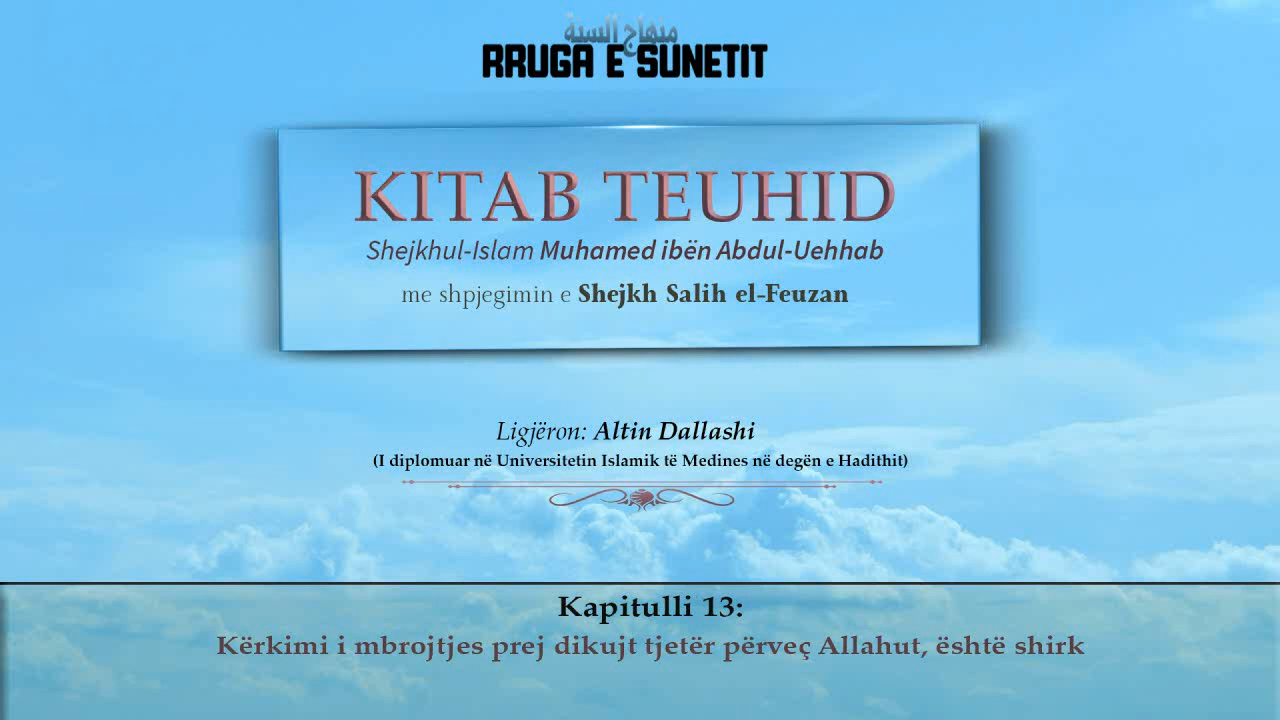 منهاج السنة
RRUGA E SUNETIT
KITAB TEUHID
Shejkhul-Islam Muhamed ibën Abdul-Uehhab
me shpjegimin e Shejkh Salih el-Feuzan
Ligjëron: Altin Dallashi
(I diplomuar në Universitetin Islamik të Medines në degën e Hadithit)
Kapitulli 13:
Kërkimi i mbrojtjes prej dikujt tjetër përveç Allahut, është shirk